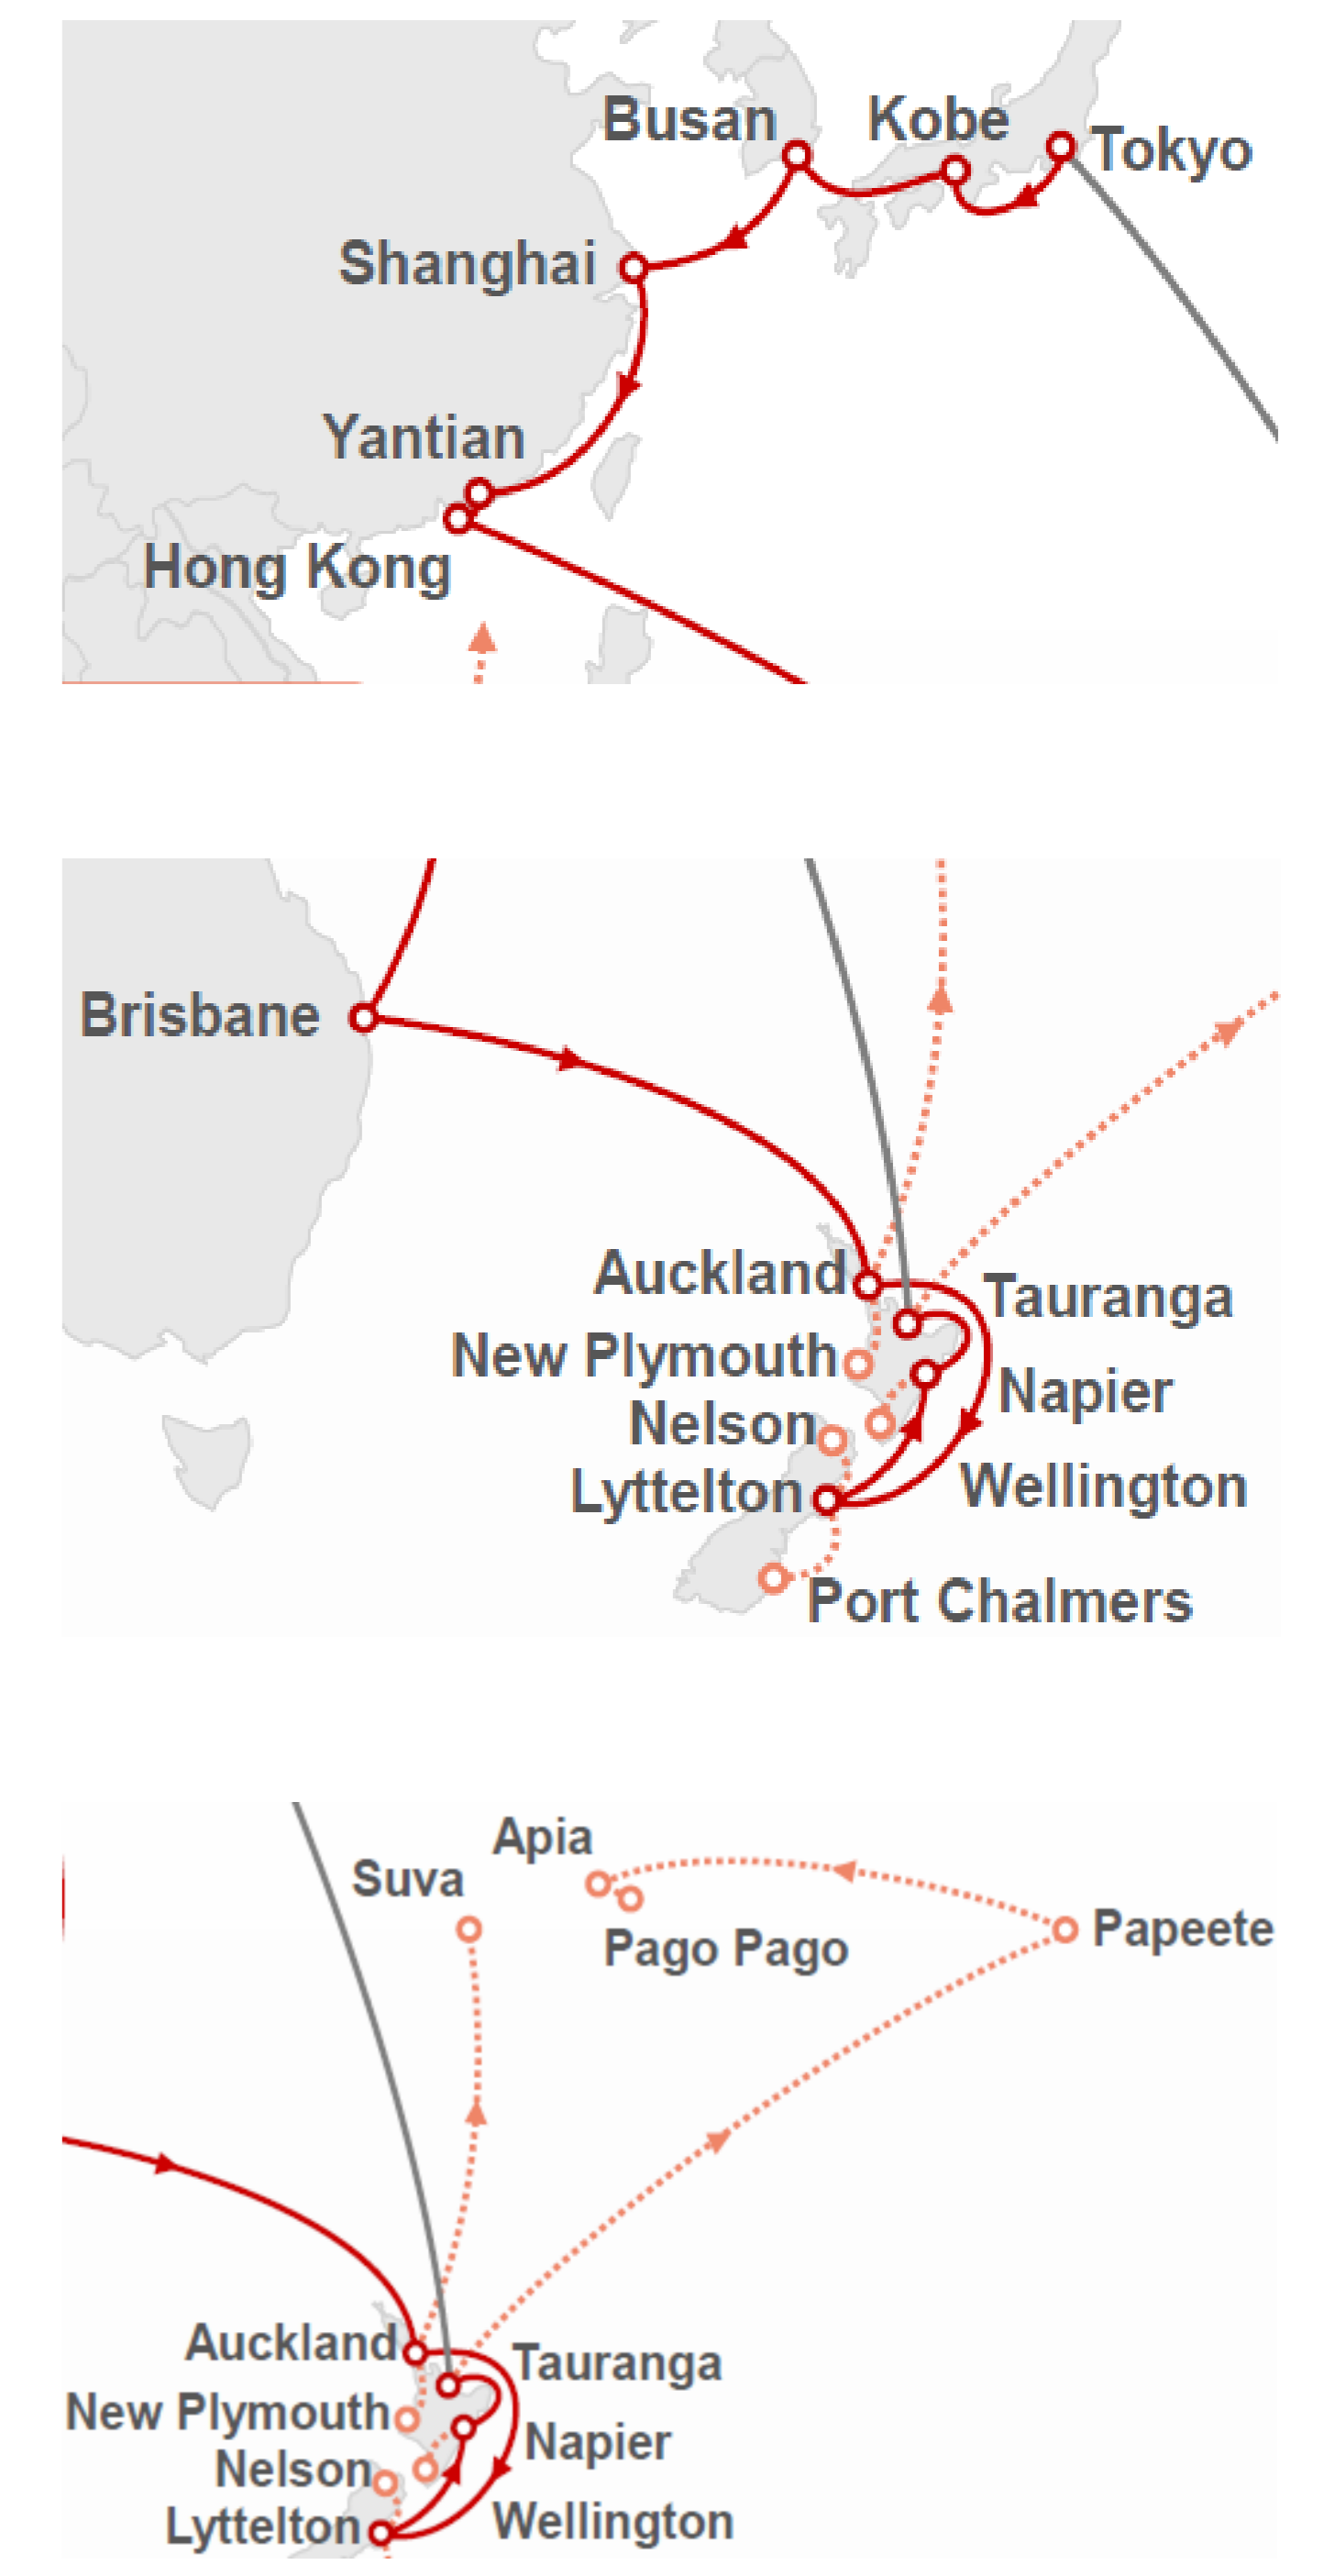 Busan
Kobe
Tokyo
Shanghai
Yantian
Hong Kong
Brisbane
Auckland
Tauranga
New Plymouth
Napier
Nelson
Lyttelton
Wellington
Port Chalmers
Apia
Suva
Pago Pago
Papeete
Auckland
Tauranga
New Plymouth
Napier
Nelson
Lyttelton
Wellington